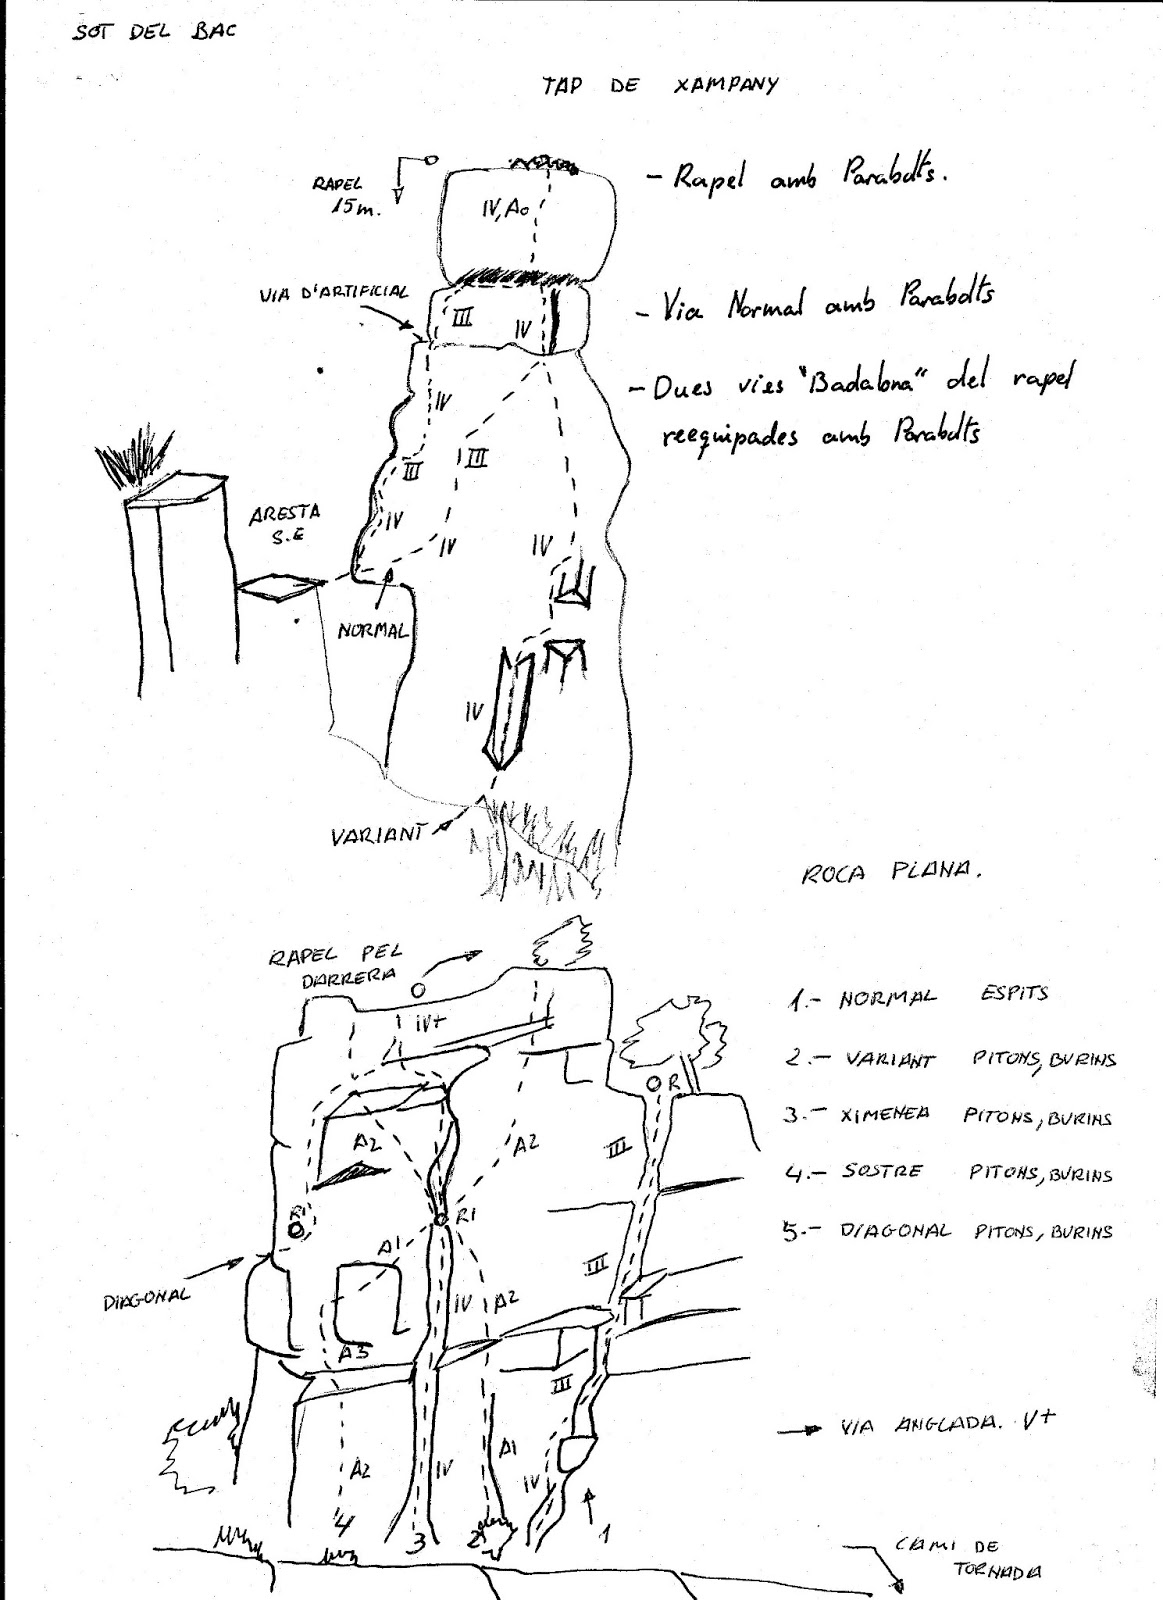 SOT DEL BAC
TAP DE XAMPANY
RAPEL
15m.
- Rapel amb Parabolts.
IV, A0
VIA D'ARTIFICIAL
III
IV
- Via Normal amb Parabolts
- Dues vies "Badalona" del rapel
reequipades amb Parabolts
IV
III
III
ARESTA
S.E
IV
IV
IV
NORMAL
IV
VARIANT
ROCA PLANA.
RAPEL PEL
DARRERA
IV+
R
1.- NORMAL ESPITS
2.- VARIANT PITONS, BURINS
3.- XIMENEA PITONS, BURINS
4.- SOSTRE PITONS, BURINS
5.- DIAGONAL PITONS, BURINS
A2
A2
III
R1
R1
A1
III
DIAGONAL
IV
A2
A3
III
VIA ANGLADA. V+
A2
IV
A1
IV
4
3
2
1
CAMI DE
TORNADA